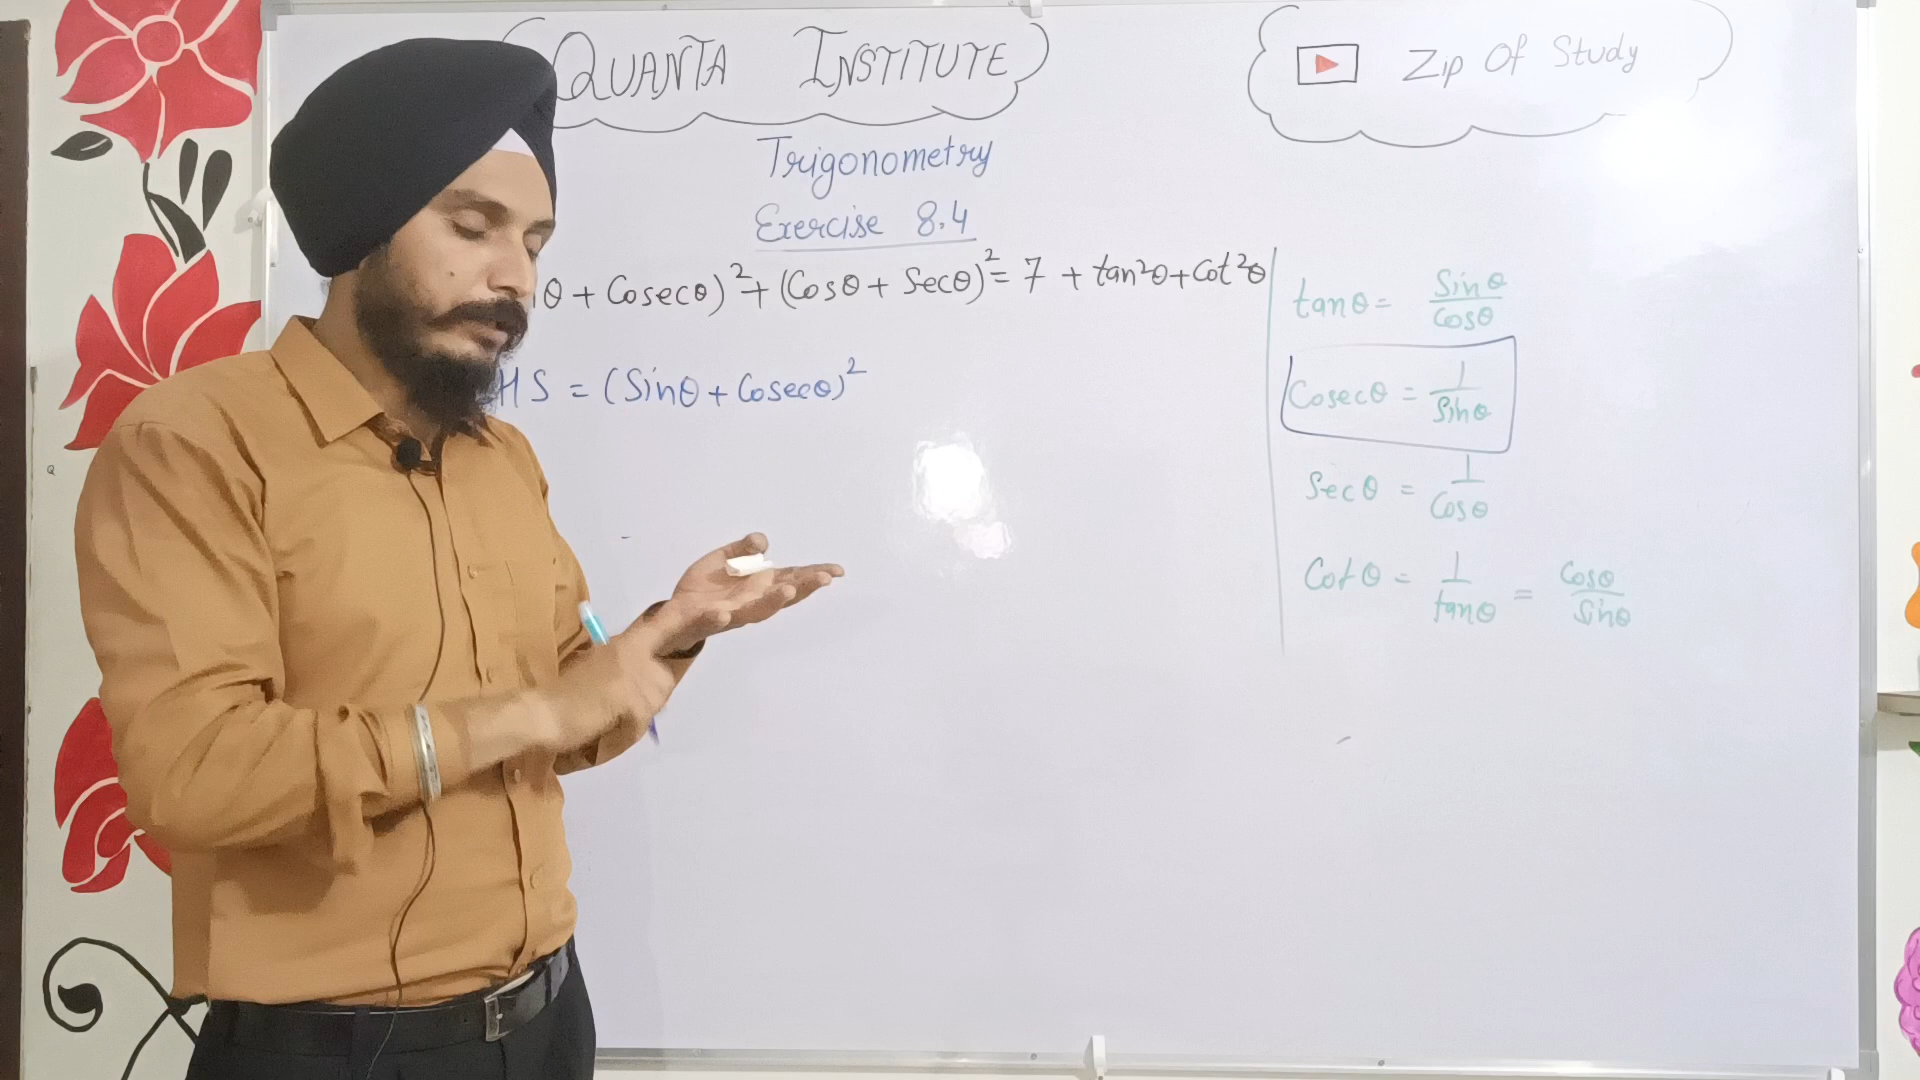 QUANTA INSTITUTE
Zip Of Study
Trigonometry
Exercise 8.4
θ + Cosecθ)² + (Cosθ + Secθ)² = 7 + tan²θ + Cot²θ
HS = (Sinθ + Cosecθ)²
tanθ = Sinθ/Cosθ
Cosecθ = 1/Sinθ
Secθ = 1/Cosθ
Cotθ = 1/tanθ = Cosθ/Sinθ